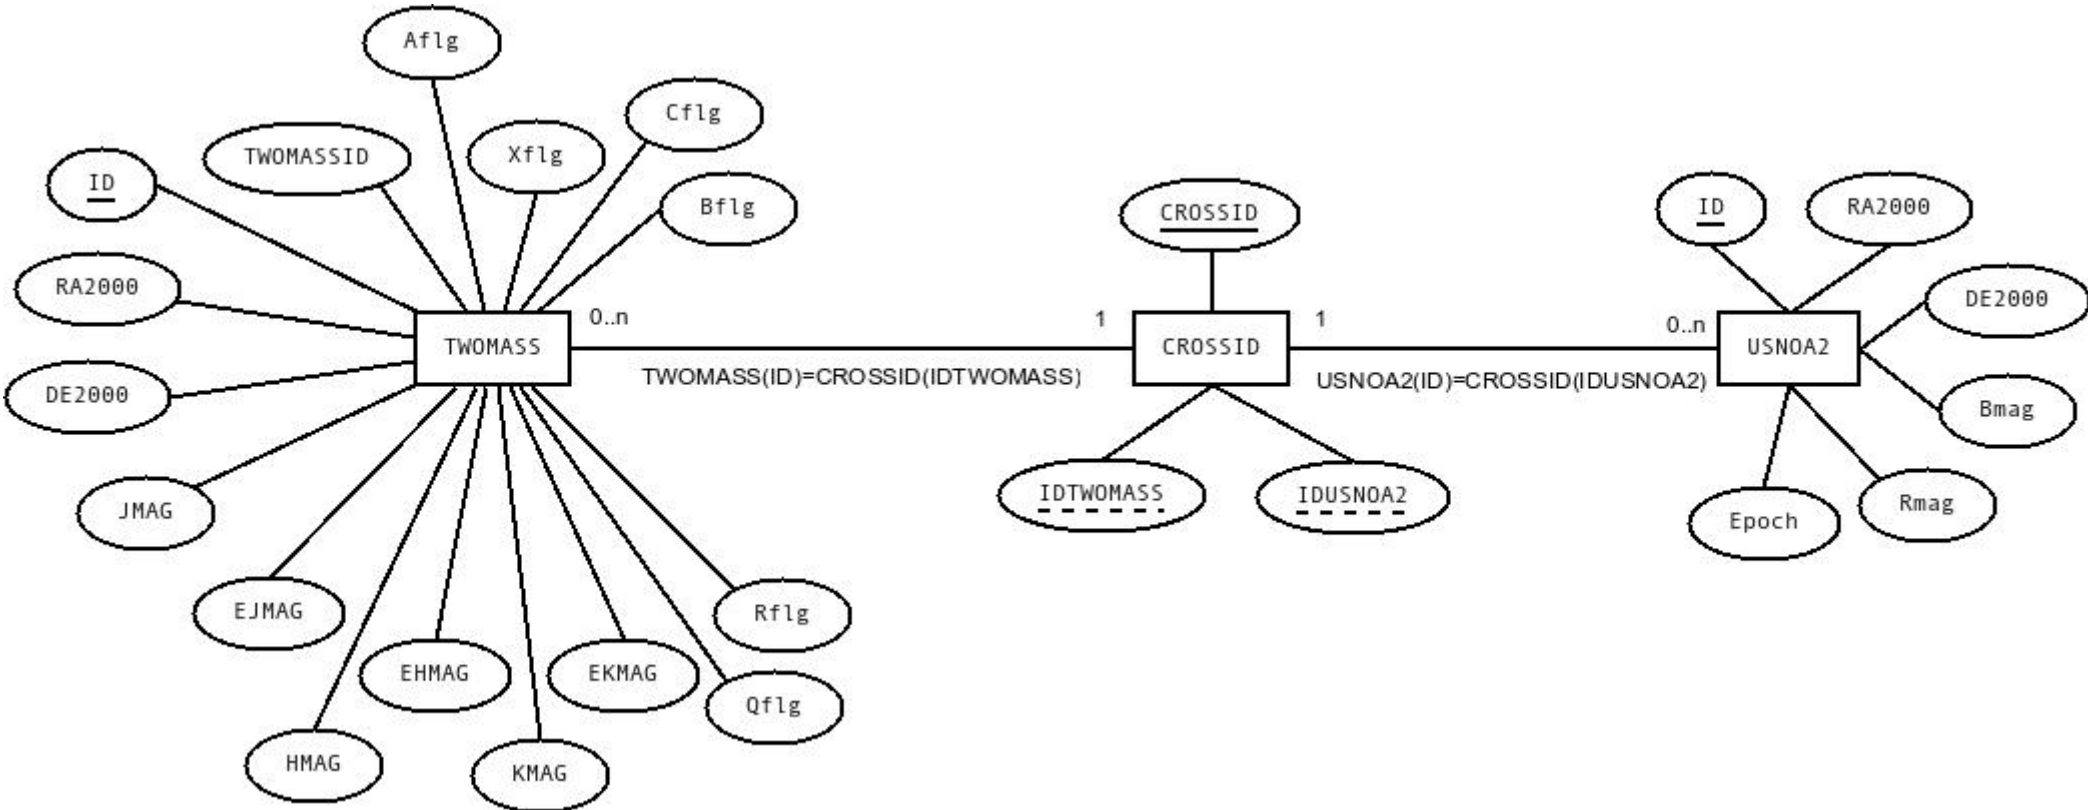 Aflg
Cflg
TWOMASSID
Xflg
ID
Bflg
RA2000
DE2000
TWOMASS
0..n
1
TWOMASS(ID)=CROSSID(IDTWOMASS)
JMAG
EJMAG
HMAG
EHMAG
KMAG
EKMAG
Qflg
Rflg
CROSSID
CROSSID
IDTWOMASS
IDUSNOA2
1
0..n
USNOA2(ID)=CROSSID(IDUSNOA2)
ID
RA2000
DE2000
USNOA2
Bmag
Rmag
Epoch